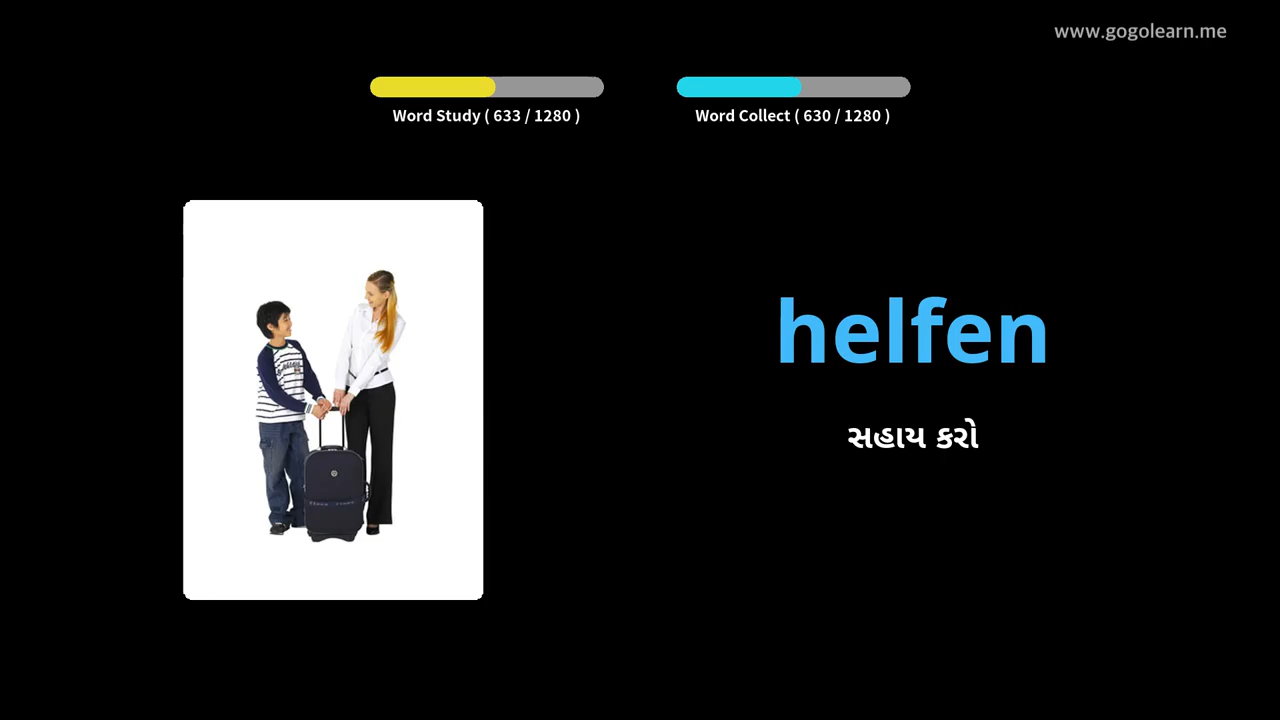 www.gogolearn.me
Word Study ( 633 / 1280 )
Word Collect ( 630 / 1280 )
helfen
સહાય કરો